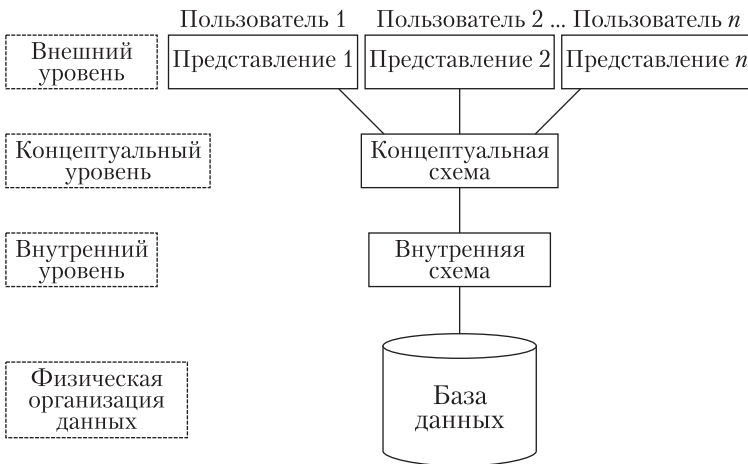 Пользователь 1 Пользователь 2 ... Пользователь n
Внешний
уровень
Представление 1 Представление 2 Представление n
Концептуальный
уровень
Концептуальная
схема
Внутренний
уровень
Внутренняя
схема
Физическая
организация
данных
База
данных